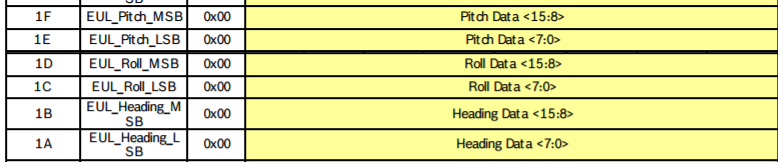 SB
1F EUL_Pitch_MSB 0x00 Pitch Data <15:8>
1E EUL_Pitch_LSB 0x00 Pitch Data <7:0>
1D EUL_Roll_MSB 0x00 Roll Data <15:8>
1C EUL_Roll_LSB 0x00 Roll Data <7:0>
1B EUL_Heading_M
SB 0x00 Heading Data <15:8>
1A EUL_Heading_L
SB 0x00 Heading Data <7:0>